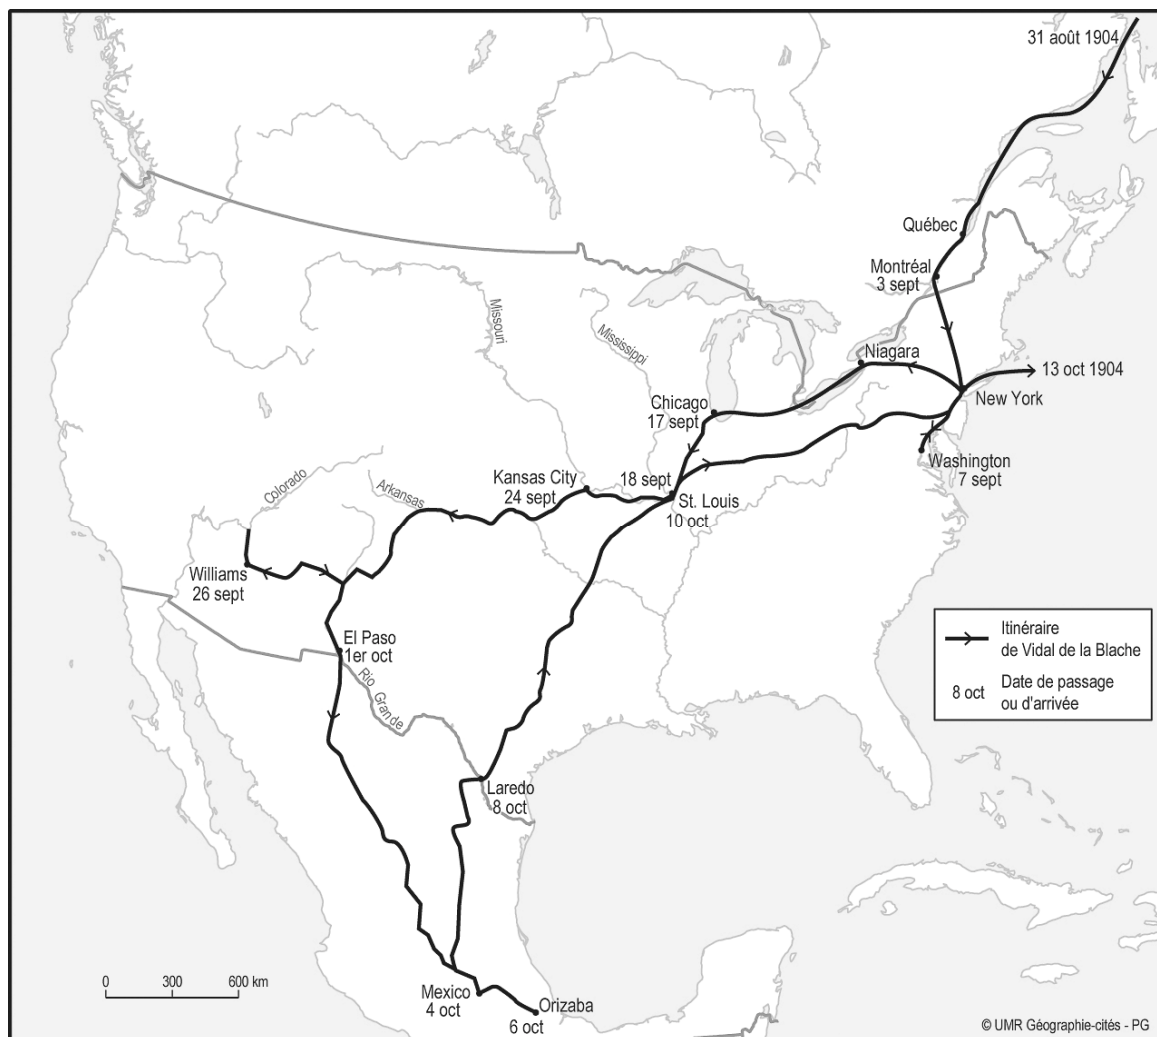 31 août 1904
Québec
Montréal
3 sept
Missouri
Mississippi
Niagara
13 oct 1904
New York
Chicago
17 sept
Washington
7 sept
Kansas City
24 sept
18 sept
St. Louis
10 oct
Colorado
Arkansas
Williams
26 sept
El Paso
1er oct
Rio Grande
Itinéraire
de Vidal de la Blache
8 oct
Date de passage
ou d'arrivée
Laredo
8 oct
0 300 600 km
Mexico
4 oct
Orizaba
6 oct
© UMR Géographie-cités - PG